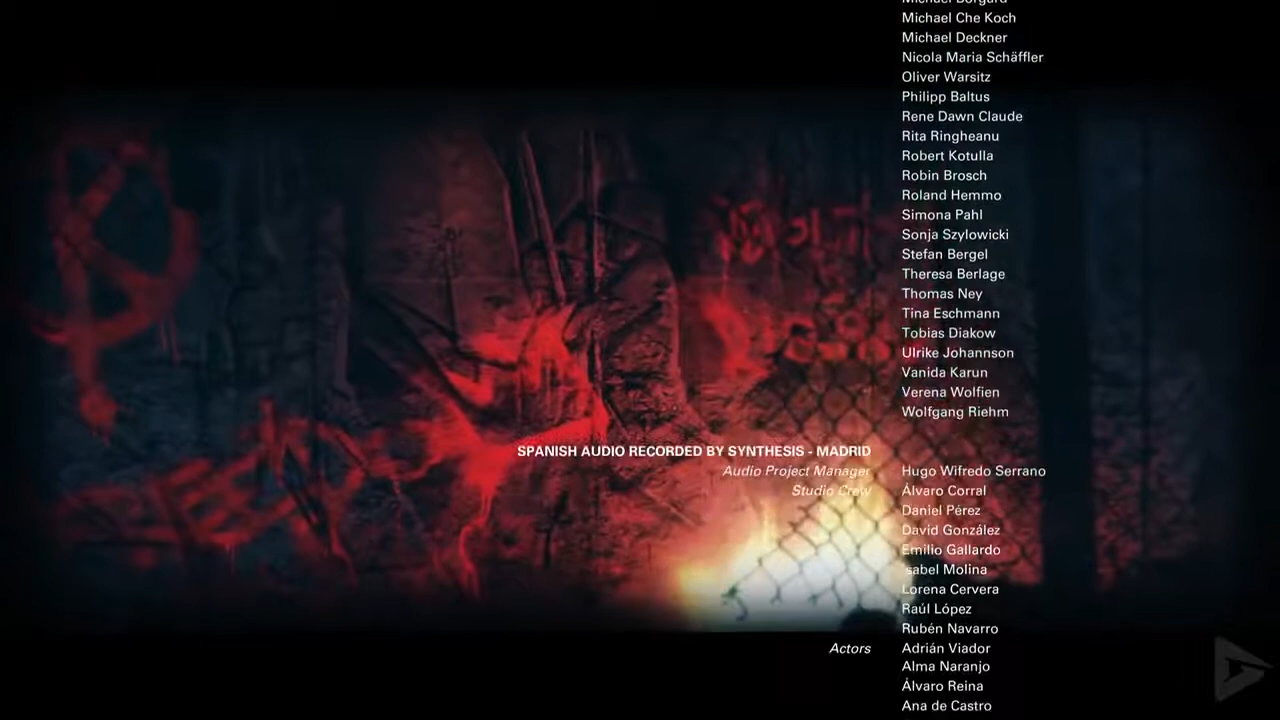 Michael Borgard
Michael Che Koch
Michael Deckner
Nicola Maria Schäffler
Oliver Warsitz
Philipp Baltus
Rene Dawn Claude
Rita Ringheanu
Robert Kotulla
Robin Brosch
Roland Hemmo
Simona Pahl
Sonja Szylowicki
Stefan Bergel
Theresa Berlage
Thomas Ney
Tina Eschmann
Tobias Diakow
Ulrike Johannson
Vanida Karun
Verena Wolfien
Wolfgang Riehm
SPANISH AUDIO RECORDED BY SYNTHESIS - MADRID
Audio Project Manager Hugo Wifredo Serrano
Studio Crew Álvaro Corral
Daniel Pérez
David González
Emilio Gallardo
Isabel Molina
Lorena Cervera
Raúl López
Rubén Navarro
Actors Adrián Viador
Alma Naranjo
Álvaro Reina
Ana de Castro